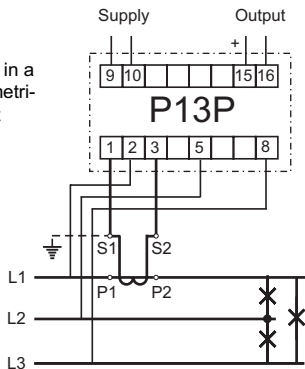 Supply Output
in a
+
9 10 15 16
metri-
P13P
1 2 3 5 8
S1 S2
L1
P1 P2
L2
L3